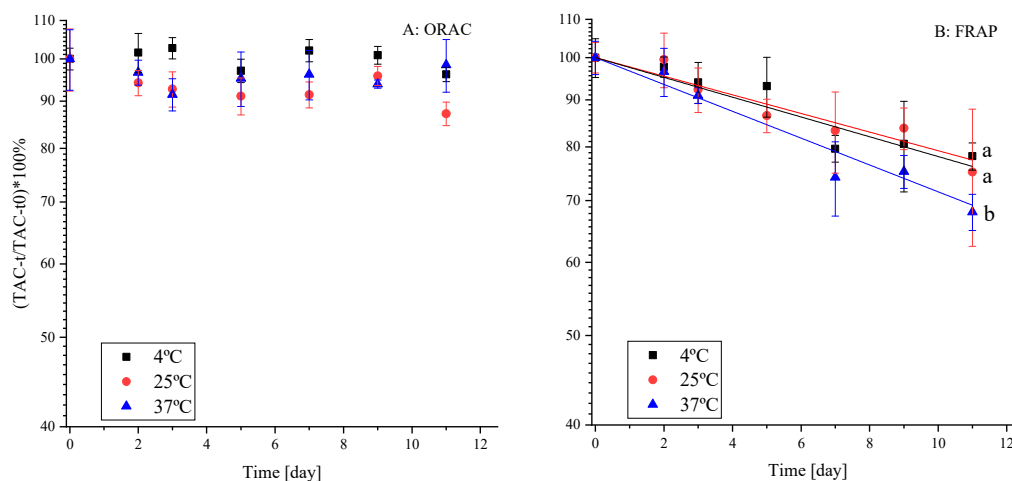 A: ORAC
(TAC-t/TAC-t0)*100%
110
100
90
80
70
60
50
40
4ºC
25ºC
37ºC
0 2 4 6 8 10 12
Time [day]
B: FRAP
110
100
90
80
70
60
50
40
a
a
b
4ºC
25ºC
37ºC
0 2 4 6 8 10 12
Time [day]